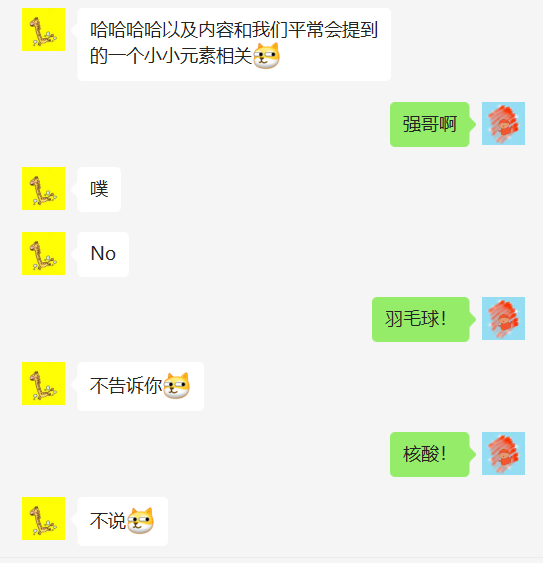 哈哈哈哈以及内容和我们平常会提到
的一个小小元素相关
强哥啊
噗
No
羽毛球！
不告诉你
核酸！
不说